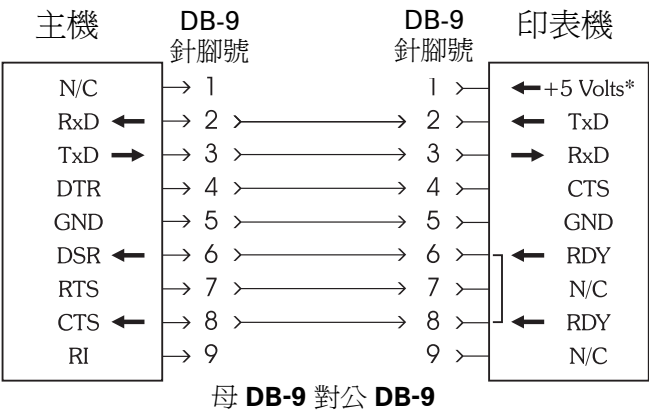 主機 DB-9 針腳號 DB-9 針腳號 印表機
N/C 1 1 +5 Volts*
RxD 2 2 TxD
TxD 3 3 RxD
DTR 4 4 CTS
GND 5 5 GND
DSR 6 6 RDY
RTS 7 7 N/C
CTS 8 8 RDY
RI 9 9 N/C
母 DB-9 對公 DB-9